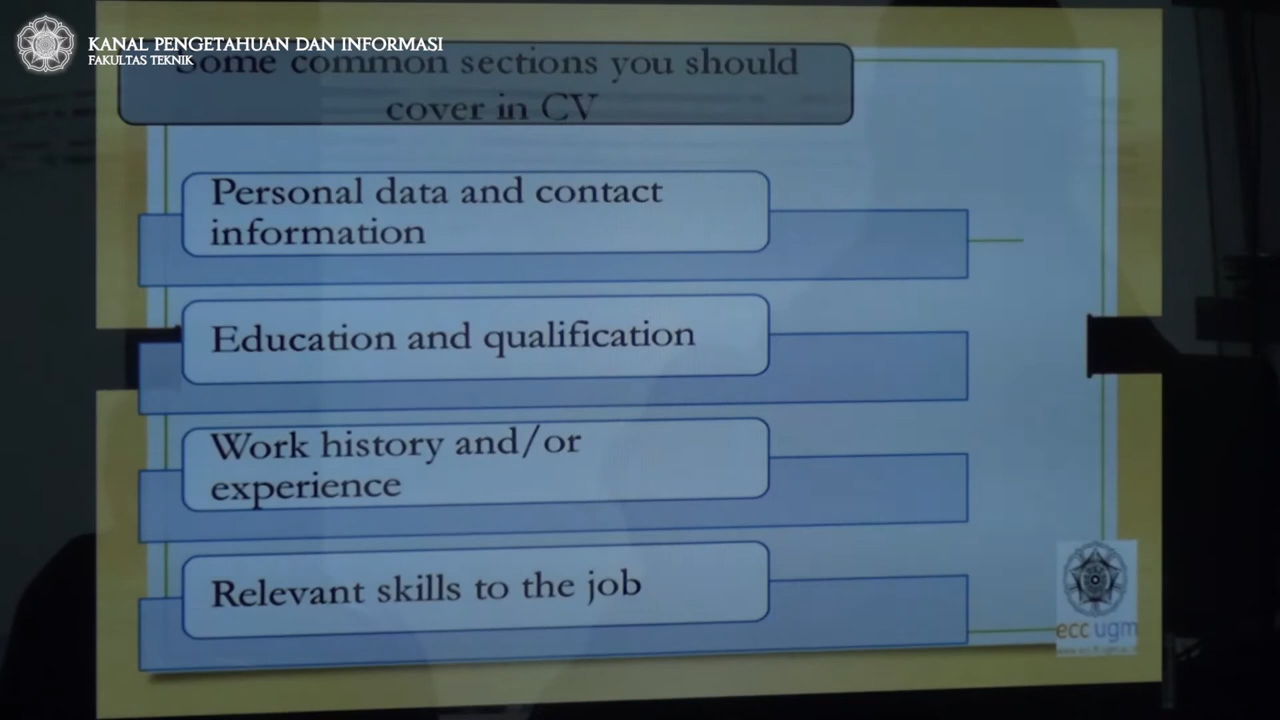 KANAL PENGETAHUAN DAN INFORMASI
FAKULTAS TEKNIK
Some common sections you should
cover in CV
Personal data and contact
information
Education and qualification
Work history and/or
experience
Relevant skills to the job
ecc ugm